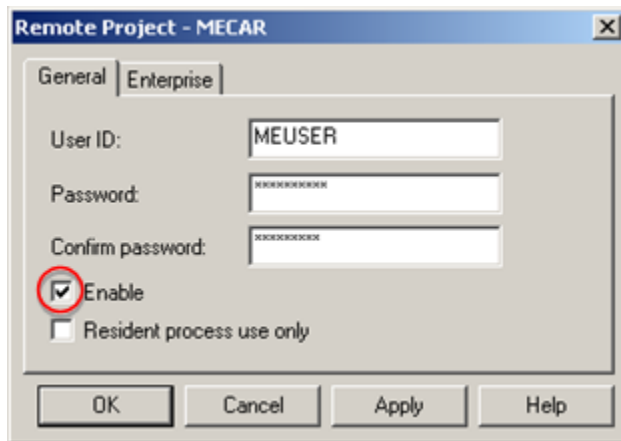 Remote Project - MECAR
General Enterprise
User ID: MEUSER
Password: **********
Confirm password: *********
Enable
Resident process use only
OK Cancel Apply Help